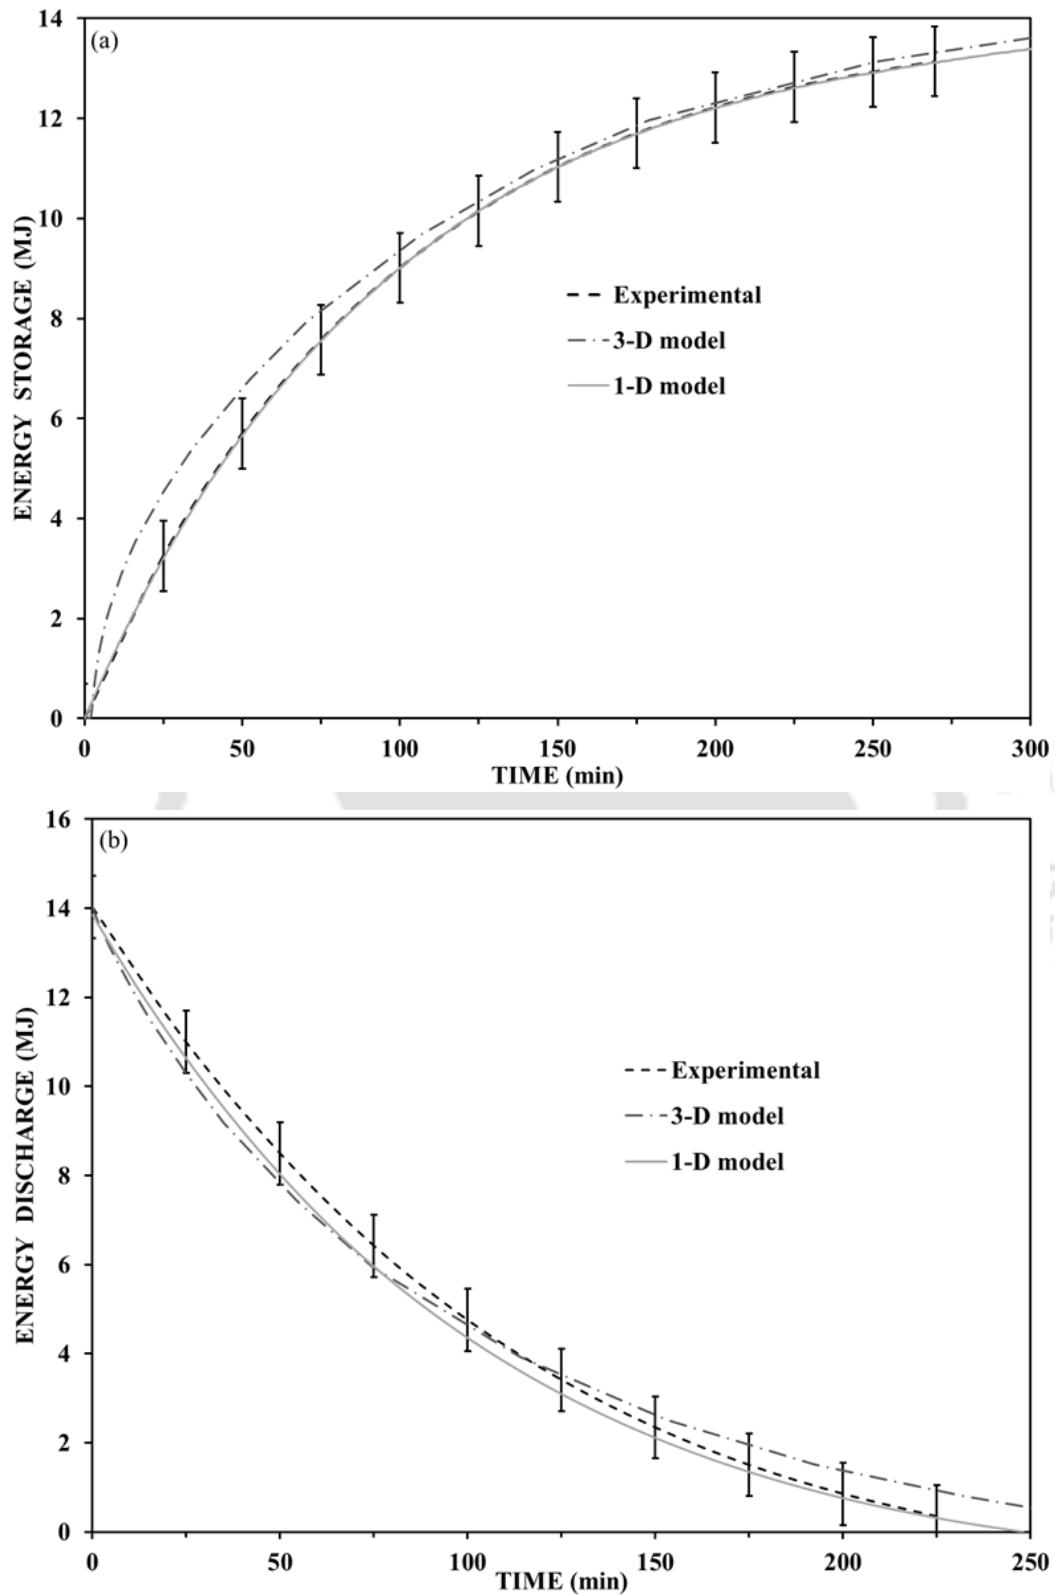 14
(a)
12
10
8
6
4
2
0
ENERGY STORAGE (MJ)
Experimental
3-D model
1-D model
0 50 100 150 200 250 300
TIME (min)
16
(b)
14
12
10
8
6
4
2
0
ENERGY DISCHARGE (MJ)
Experimental
3-D model
1-D model
0 50 100 150 200 250
TIME (min)